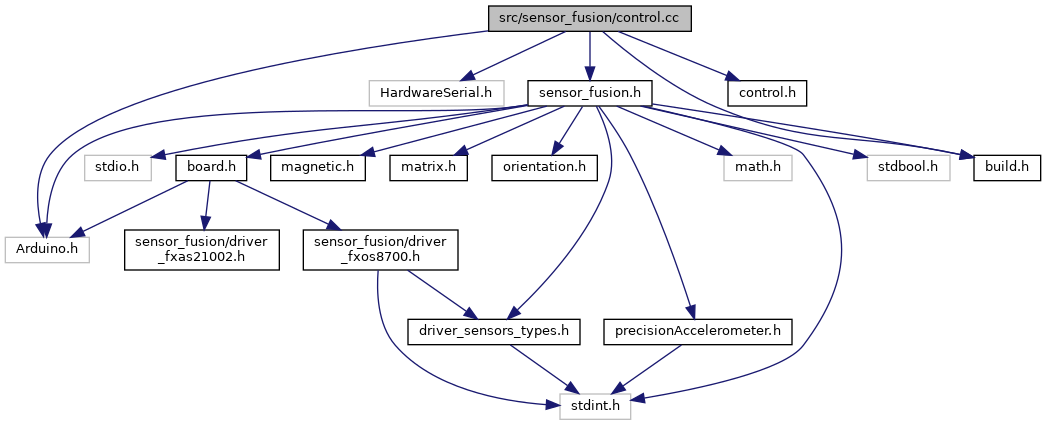 src/sensor_fusion/control.cc
HardwareSerial.h
sensor_fusion.h
control.h
stdio.h
board.h
magnetic.h
matrix.h
orientation.h
math.h
stdbool.h
build.h
Arduino.h
sensor_fusion/driver
_fxas21002.h
sensor_fusion/driver
_fxos8700.h
driver_sensors_types.h
precisionAccelerometer.h
stdint.h